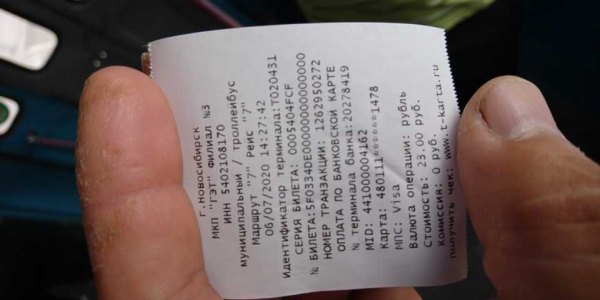 г.Новосибирск
МКП "ГЭТ" ФИЛИАЛ №3
ИНН 5402108170
муниципальный / троллейбус
Маршрут "7" Рейс "7"
06/07/2020 14:27:42
Идентификатор терминала:T020431
СЕРИЯ БИЛЕТА: 0005404FCF
№ БИЛЕТА:5F0334DE0000000000000000
НОМЕР ТРАНЗАКЦИИ: 1262950272
ОПЛАТА ПО БАНКОВСКОЙ КАРТЕ
№ терминала банка:20278419
MID: 441000004162
Карта: 480111******1478
МПС: Visa
Валюта операции: рубль
Стоимость: 23.00 руб.
Комиссия: 0 руб.
получить чек: www.t-karta.ru